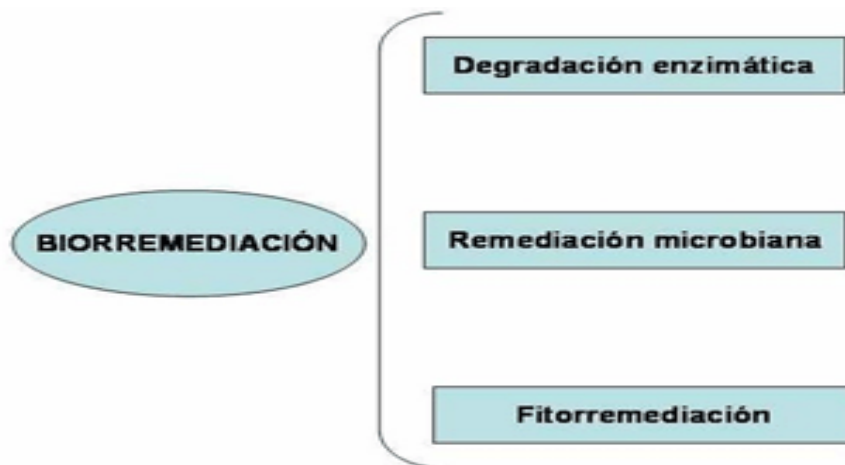 Degradación enzimática
BIORREMEDIACIÓN
Remediación microbiana
Fitorremediación